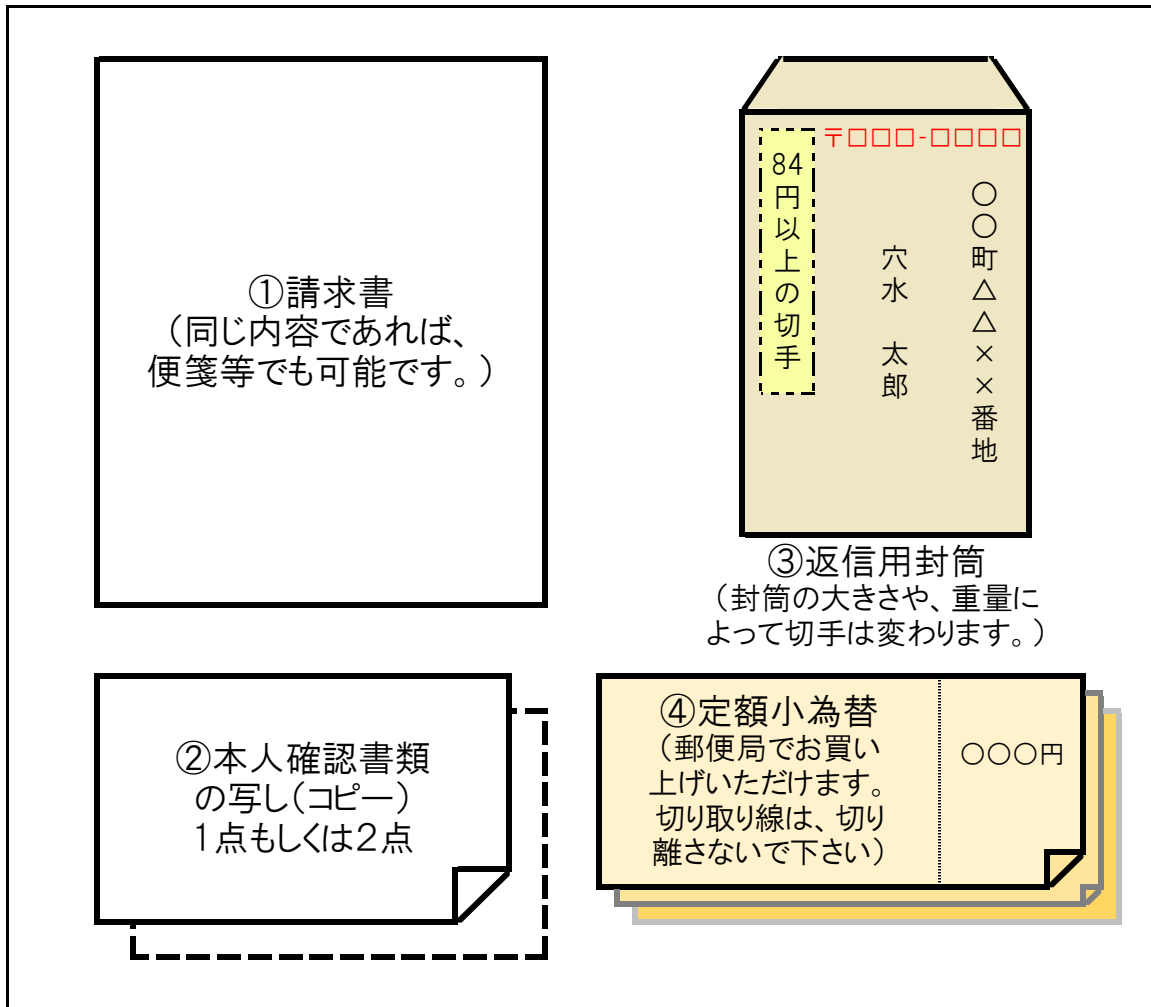 ①請求書
（同じ内容であれば、
便箋等でも可能です。）
〒□□□-□□□□
○○町△△××番地
穴水　太郎
84円以上の切手
③返信用封筒
（封筒の大きさや、重量に
よって切手は変わります。）
②本人確認書類
の写し（コピー）
1点もしくは２点
④定額小為替
（郵便局でお買い
上げいただけます。
切り取り線は、切り
離さないで下さい）
○○○円